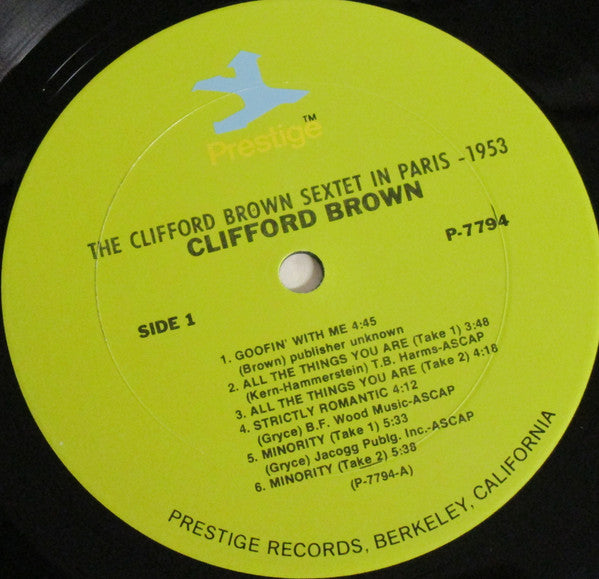 Prestige™
THE CLIFFORD BROWN SEXTET IN PARIS -1953
CLIFFORD BROWN
P-7794
SIDE 1
1. GOOFIN' WITH ME 4:45
(Brown) publisher unknown
2. ALL THE THINGS YOU ARE (Take 1) 3:48
(Kern-Hammerstein) T.B. Harms-ASCAP
3. ALL THE THINGS YOU ARE (Take 2) 4:18
4. STRICTLY ROMANTIC 4:12
(Gryce) B.F. Wood Music-ASCAP
5. MINORITY (Take 1) 5:33
(Gryce) Jacogg Publg. Inc.-ASCAP
6. MINORITY (Take 2) 5:38
(P-7794-A)
PRESTIGE RECORDS, BERKELEY, CALIFORNIA